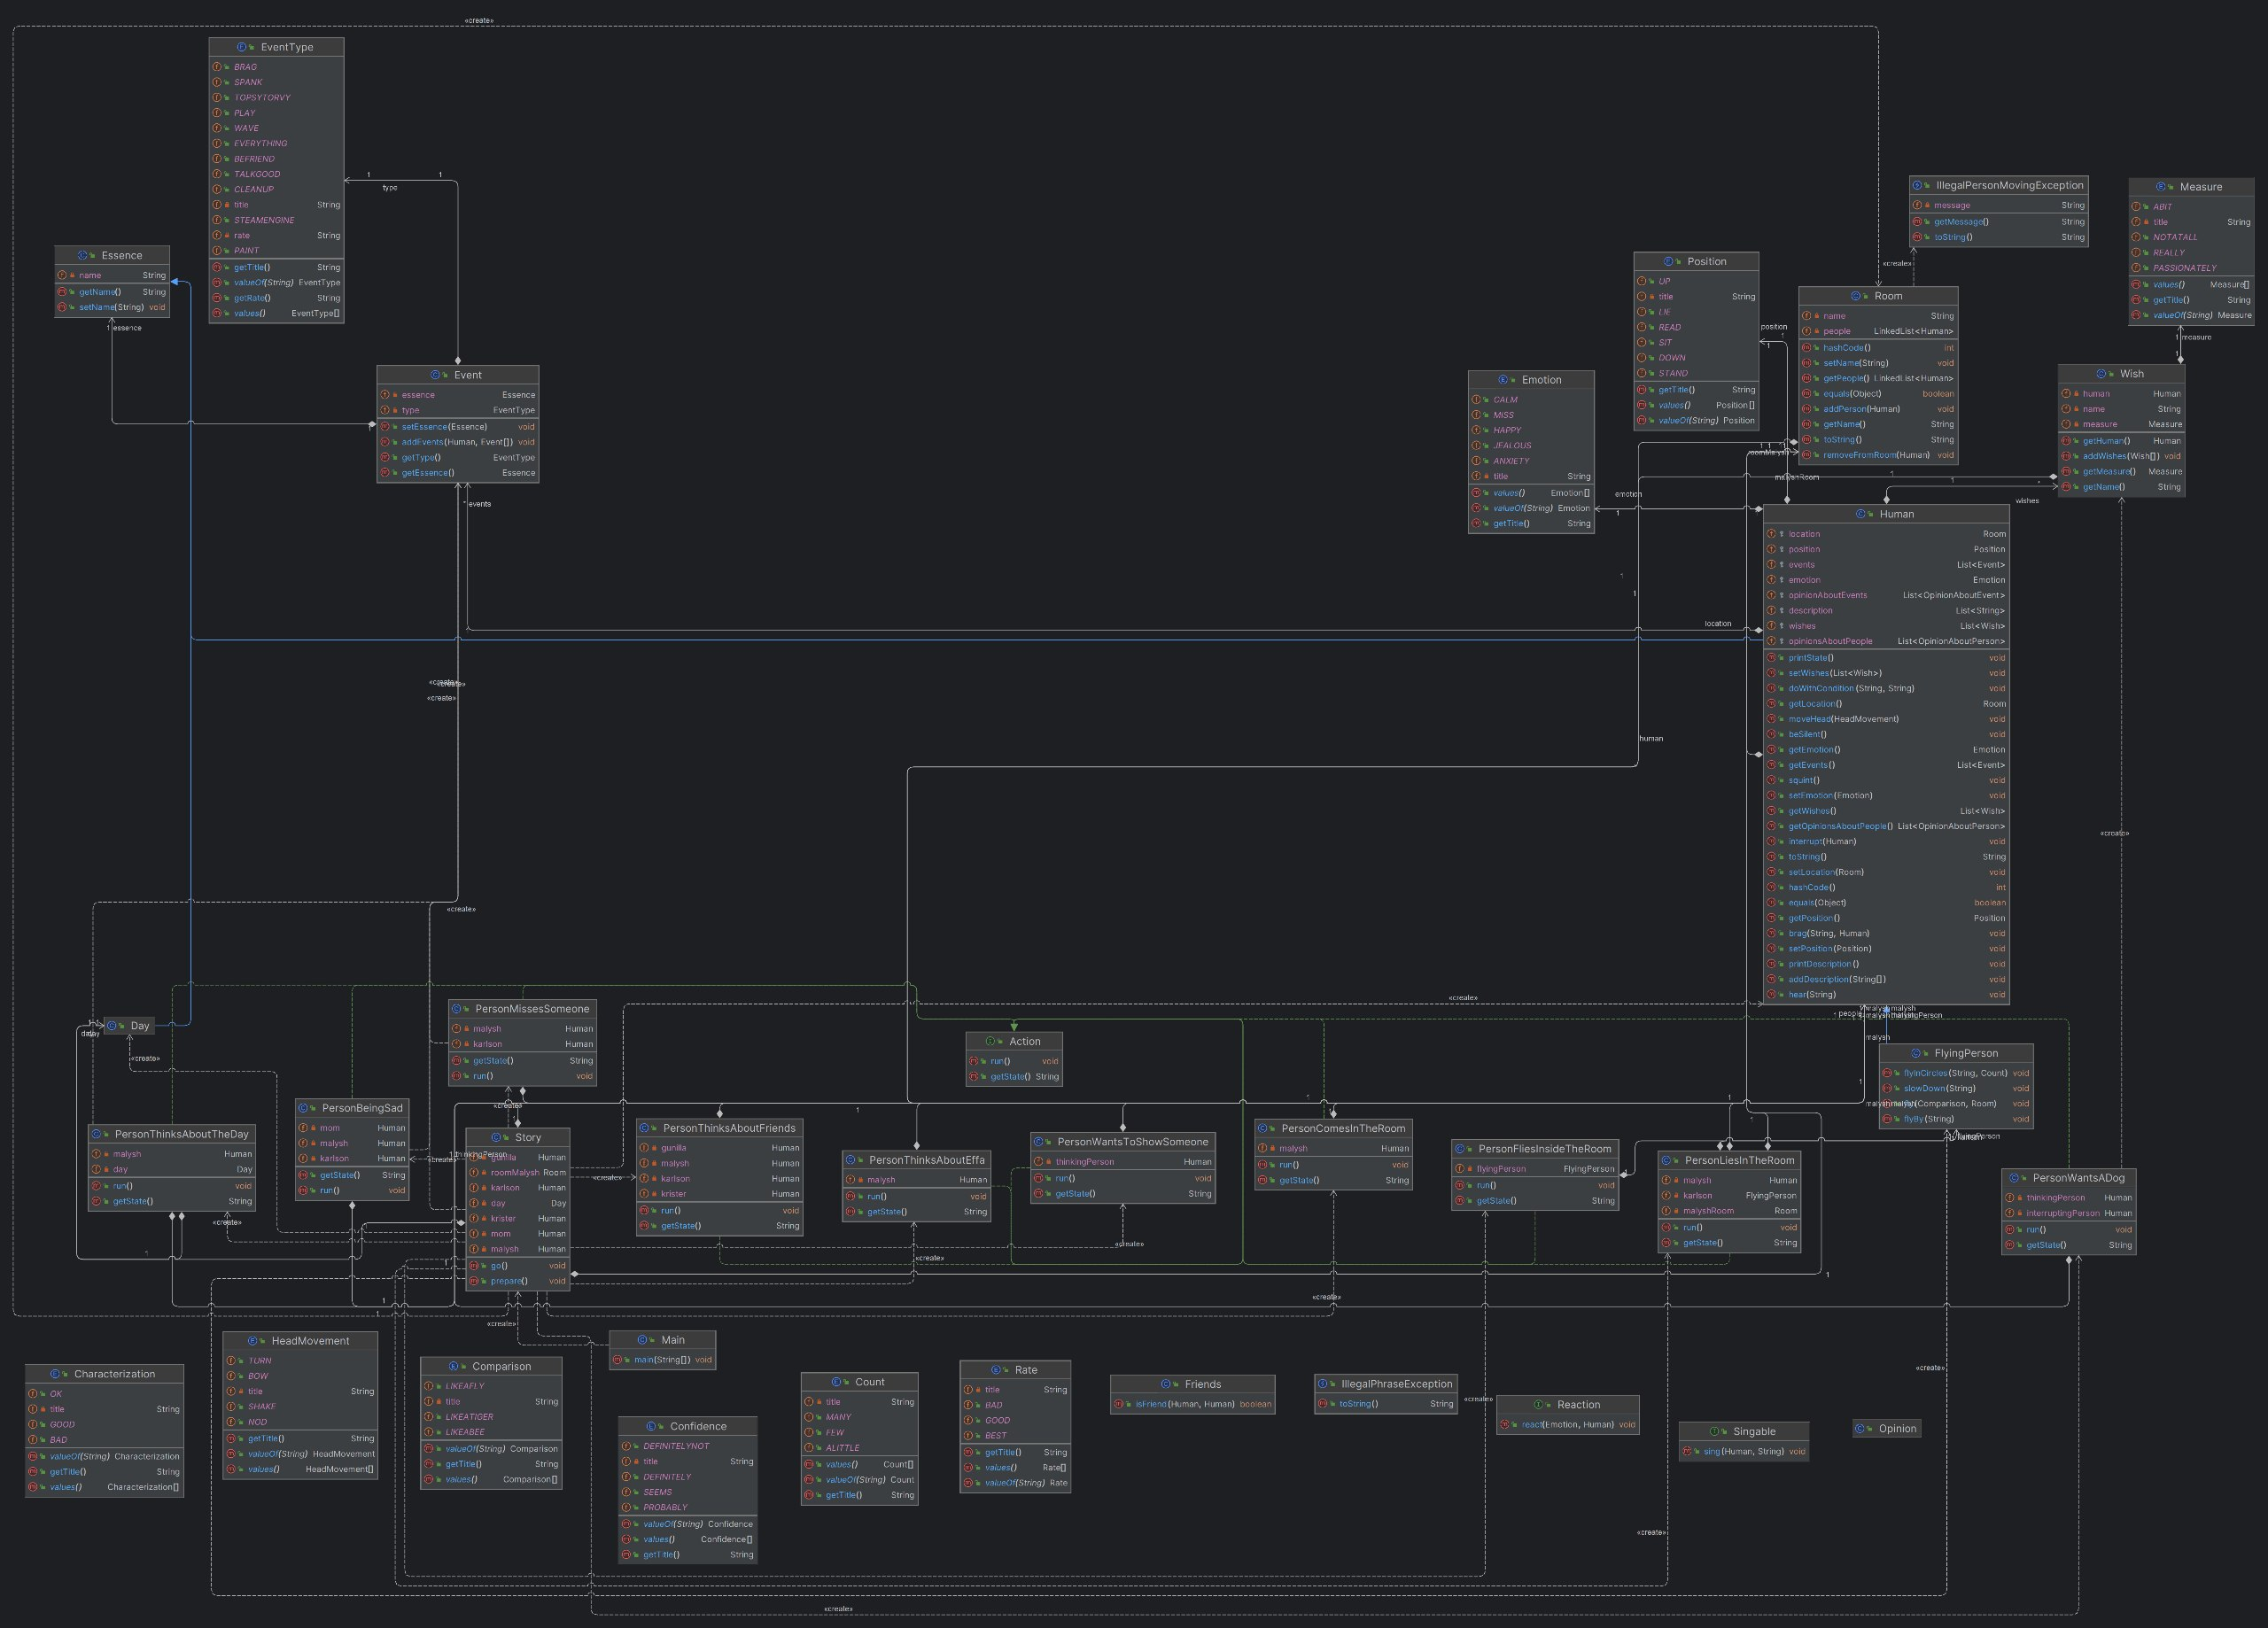 «create»
EventType
BRAG
SPANK
TOPSYTORVY
PLAY
WAVE
EVERYTHING
BEFRIEND
TALKGOOD
CLEANUP
title String
STEAMENGINE
rate String
PAINT
getTitle() String
valueOf(String) EventType
getRate() String
values() EventType[]
1 1
type
Essence
name String
getName() String
setName(String) void
1 essence
Event
essence Essence
type EventType
setEssence(Essence) void
addEvents(Human, Event[]) void
getType() EventType
getEssence() Essence
* events
IllegalPersonMovingException
message String
getMessage() String
toString() String
«create»
Measure
ABIT
title String
NOTATALL
REALLY
PASSIONATELY
values() Measure[]
getTitle() String
valueOf(String) Measure
1 measure
1
Position
UP
title String
LIE
READ
SIT
DOWN
STAND
getTitle() String
values() Position[]
valueOf(String) Position
position
1
1
Room
name String
people LinkedList<Human>
hashCode() int
setName(String) void
getPeople() LinkedList<Human>
equals(Object) boolean
addPerson(Human) void
getName() String
toString() String
removeFromRoom(Human) void
Wish
human Human
name String
measure Measure
getHuman() Human
addWishes(Wish[]) void
getMeasure() Measure
getName() String
Emotion
CALM
MISS
HAPPY
JEALOUS
ANXIETY
title String
values() Emotion[]
valueOf(String) Emotion
getTitle() String
emotion
1
1
1
*
wishes
malyshRoom
Human
location Room
position Position
events List<Event>
emotion Emotion
opinionAboutEvents List<OpinionAboutEvent>
description List<String>
wishes List<Wish>
opinionsAboutPeople List<OpinionAboutPerson>
printState() void
setWishes(List<Wish>) void
doWithCondition(String, String) void
getLocation() Room
moveHead(HeadMovement) void
beSilent() void
getEmotion() Emotion
getEvents() List<Event>
squint() void
setEmotion(Emotion) void
getWishes() List<Wish>
getOpinionsAboutPeople() List<OpinionAboutPerson>
interrupt(Human) void
toString() String
setLocation(Room) void
hashCode() int
equals(Object) boolean
getPosition() Position
brag(String, Human) void
setPosition(Position) void
printDescription() void
addDescription(String[]) void
hear(String) void
1
1
location
human
«create»
«create»
«create»
«create»
Day
«create»
PersonMissesSomeone
malysh Human
karlson Human
getState() String
run() void
«create»
«create»
Action
run() void
getState() String
malysh
FlyingPerson
flyInCircles(String, Count) void
slowDown(String) void
fly(Comparison, Room) void
flyBy(String) void
PersonBeingSad
mom Human
malysh Human
karlson Human
getState() String
run() void
PersonThinksAboutTheDay
malysh Human
day Day
run() void
getState() String
«create»
Story
gunilla Human
roomMalysh Room
karlson Human
day Day
krister Human
mom Human
malysh Human
go() void
prepare() void
PersonThinksAboutFriends
gunilla Human
malysh Human
karlson Human
krister Human
run() void
getState() String
«create»
PersonThinksAboutEffa
malysh Human
run() void
getState() String
«create»
PersonWantsToShowSomeone
thinkingPerson Human
run() void
getState() String
«create»
PersonComesInTheRoom
malysh Human
run() void
getState() String
«create»
PersonFliesInsideTheRoom
flyingPerson FlyingPerson
run() void
getState() String
PersonLiesInTheRoom
malysh Human
karlson FlyingPerson
malyshRoom Room
run() void
getState() String
PersonWantsADog
thinkingPerson Human
interruptingPerson Human
run() void
getState() String
«create»
Main
main(String[]) void
Characterization
OK
title String
GOOD
BAD
valueOf(String) Characterization
getTitle() String
values() Characterization[]
HeadMovement
TURN
BOW
title String
SHAKE
NOD
getTitle() String
valueOf(String) HeadMovement
values() HeadMovement[]
Comparison
LIKEAFLY
title String
LIKEATIGER
LIKEABEE
valueOf(String) Comparison
getTitle() String
values() Comparison[]
Confidence
DEFINITELYNOT
title String
DEFINITELY
SEEMS
PROBABLY
valueOf(String) Confidence
values() Confidence[]
getTitle() String
Count
title String
MANY
FEW
ALITTLE
values() Count[]
valueOf(String) Count
getTitle() String
Rate
title String
BAD
GOOD
BEST
getTitle() String
values() Rate[]
valueOf(String) Rate
Friends
isFriend(Human, Human) boolean
IllegalPhraseException
toString() String
«create»
Reaction
react(Emotion, Human) void
Singable
sing(Human, String) void
Opinion
«create»
«create»
«create»